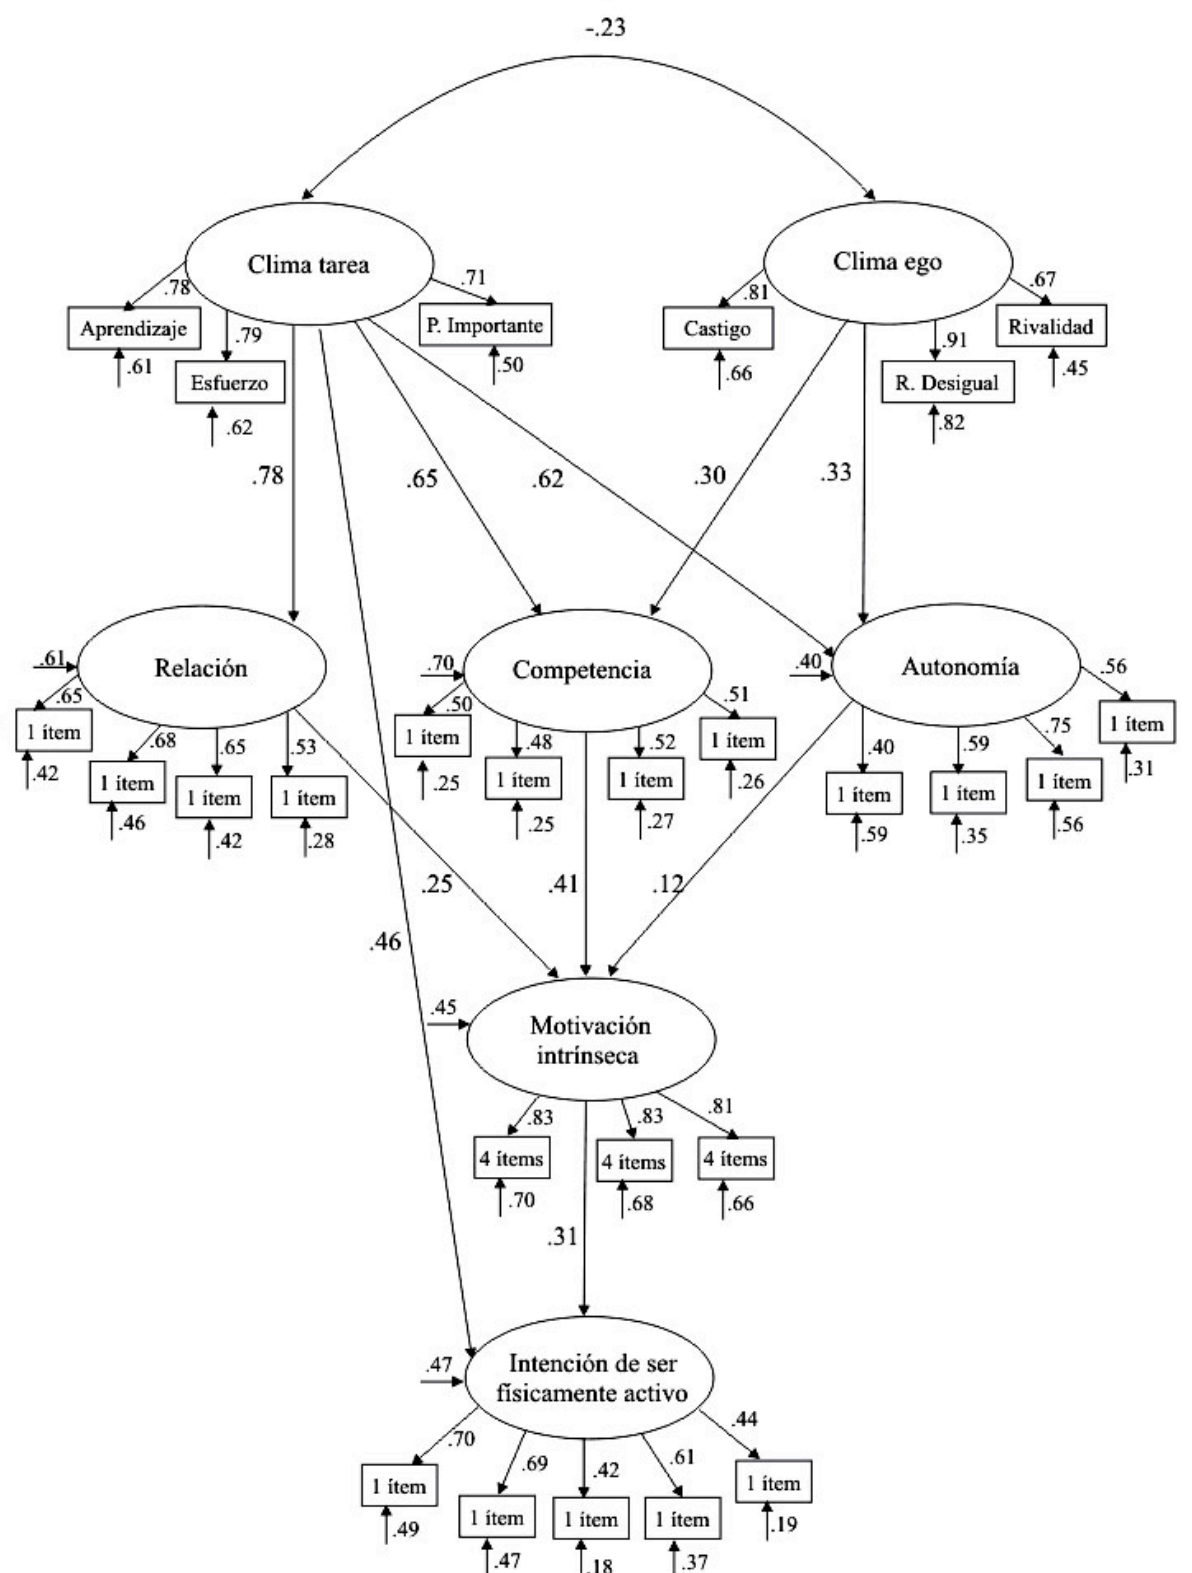 -.23
Clima tarea
Clima ego
.78
.71
.81
.67
Aprendizaje
P. Importante
Castigo
Rivalidad
.79
.91
.61
Esfuerzo
.50
.66
R. Desigual
.45
.62
.82
.78
.65
.62
.30
.33
.61
Relación
.70
Competencia
.40
Autonomía
.56
.65
.50
.51
1 ítem
.68
.65
.53
1 ítem
.48
.52
1 ítem
.40
.59
.75
1 ítem
.42
1 ítem
1 ítem
1 ítem
.25
1 ítem
1 ítem
.26
1 ítem
1 ítem
1 ítem
.31
.46
.42
.28
.25
.27
.59
.35
.56
.25
.41
.12
.46
.45
Motivación
intrínseca
.83
.83
.81
4 ítems
4 ítems
4 ítems
.70
.68
.66
.31
.47
Intención de ser
físicamente activo
.70
.69
.42
.61
.44
1 ítem
1 ítem
1 ítem
1 ítem
1 ítem
.49
.47
.18
.37
.19